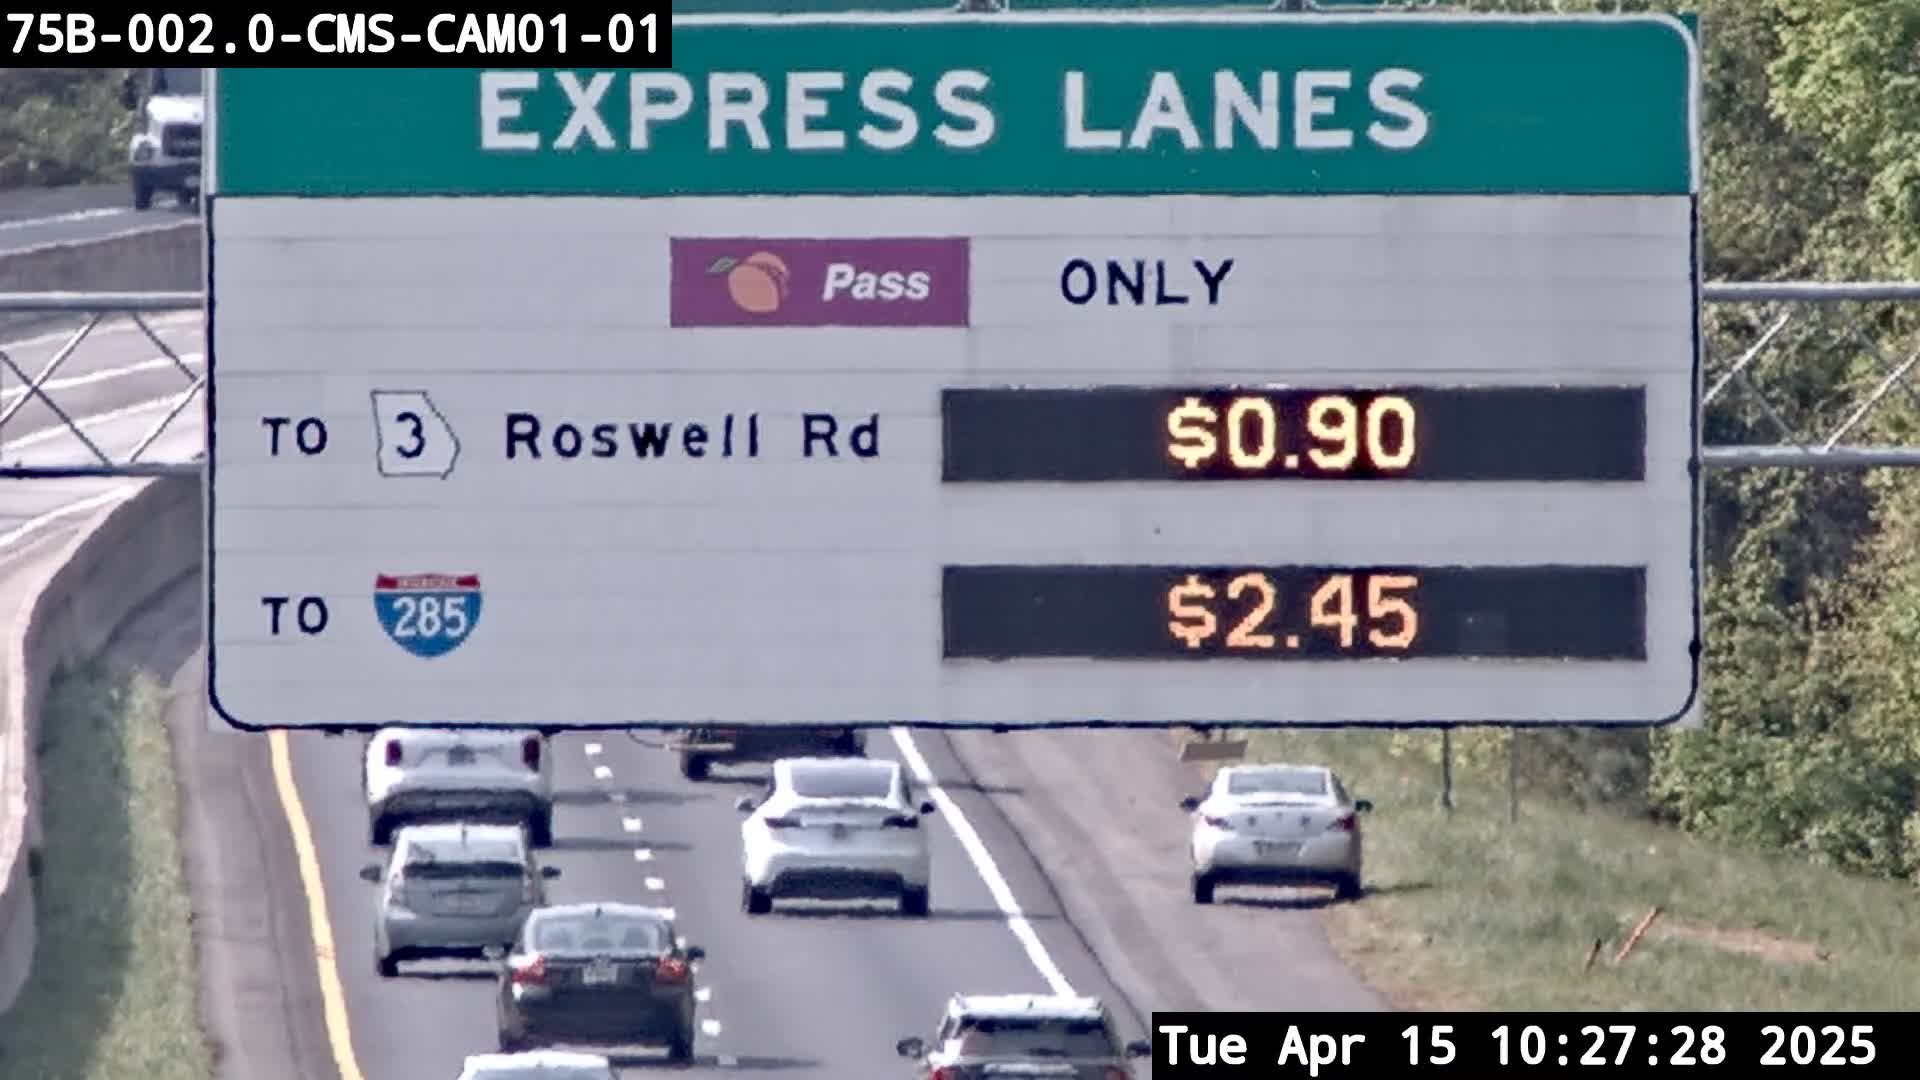 75B-002.0-CMS-CAM01-01
EXPRESS LANES
Pass ONLY
TO 3 Roswell Rd $0.90
TO 285 $2.45
Tue Apr 15 10:27:28 2025